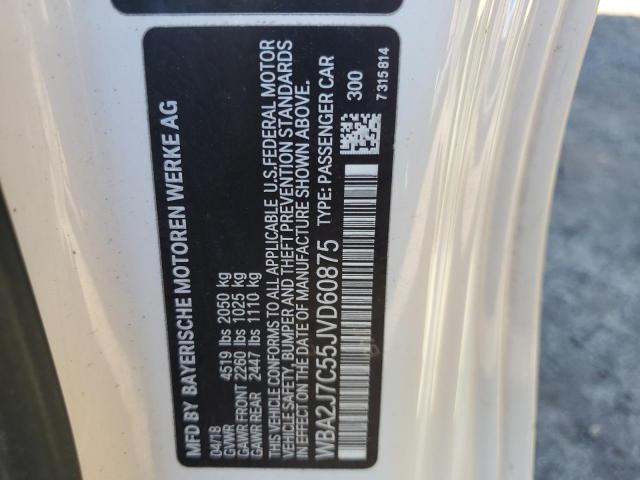 MFD BY BAYERISCHE MOTOREN WERKE AG
04/18
GVWR 4519 lbs 2050 kg
GAWR FRONT 2260 lbs 1025 kg
GAWR REAR 2447 lbs 1110 kg
THIS VEHICLE CONFORMS TO ALL APPLICABLE U.S. FEDERAL MOTOR
VEHICLE SAFETY, BUMPER AND THEFT PREVENTION STANDARDS
IN EFFECT ON THE DATE OF MANUFACTURE SHOWN ABOVE.
WBA2J7C55JVD60875 TYPE: PASSENGER CAR
300
7 315 814